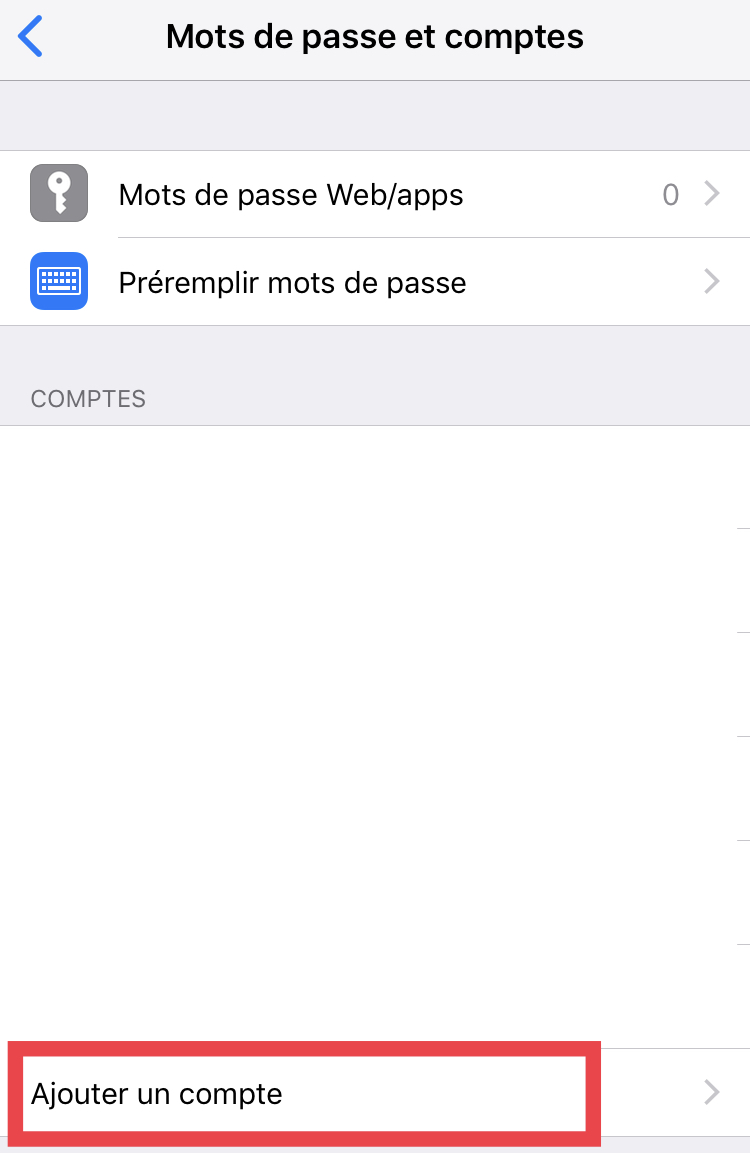 Mots de passe et comptes
Mots de passe Web/apps 0
Préremplir mots de passe
COMPTES
Ajouter un compte